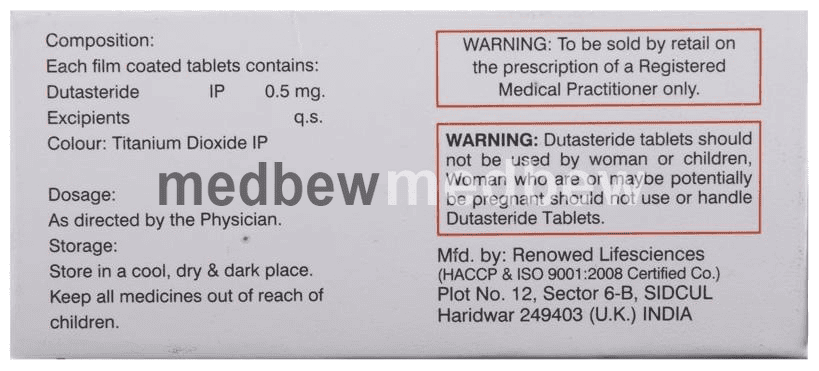 Composition:
Each film coated tablets contains:
Dutasteride IP 0.5 mg.
Excipients q.s.
Colour: Titanium Dioxide IP
Dosage:
As directed by the Physician.
Storage:
Store in a cool, dry & dark place.
Keep all medicines out of reach of
children.
medbew medbew
WARNING: To be sold by retail on
the prescription of a Registered
Medical Practitioner only.
WARNING: Dutasteride tablets should
not be used by woman or children,
Woman who are or maybe potentially
be pregnant should not use or handle
Dutasteride Tablets.
Mfd. by: Renowed Lifesciences
(HACCP & ISO 9001:2008 Certified Co.)
Plot No. 12, Sector 6-B, SIDCUL
Haridwar 249403 (U.K.) INDIA